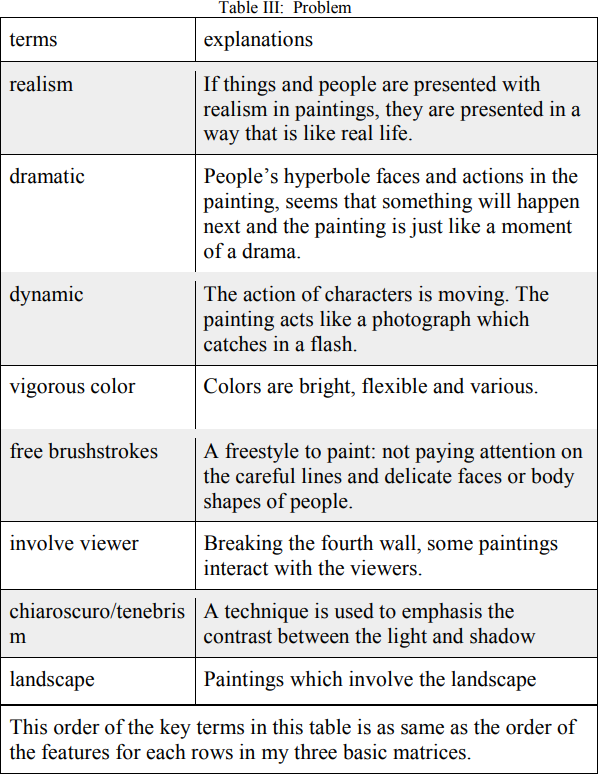 Table III: Problem
terms explanations
realism If things and people are presented with
realism in paintings, they are presented in a
way that is like real life.
dramatic People’s hyperbole faces and actions in the
painting, seems that something will happen
next and the painting is just like a moment
of a drama.
dynamic The action of characters is moving. The
painting acts like a photograph which
catches in a flash.
vigorous color Colors are bright, flexible and various.
free brushstrokes A freestyle to paint: not paying attention on
the careful lines and delicate faces or body
shapes of people.
involve viewer Breaking the fourth wall, some paintings
interact with the viewers.
chiaroscuro/tenebris A technique is used to emphasis the
m contrast between the light and shadow
landscape Paintings which involve the landscape
This order of the key terms in this table is as same as the order of
the features for each rows in my three basic matrices.